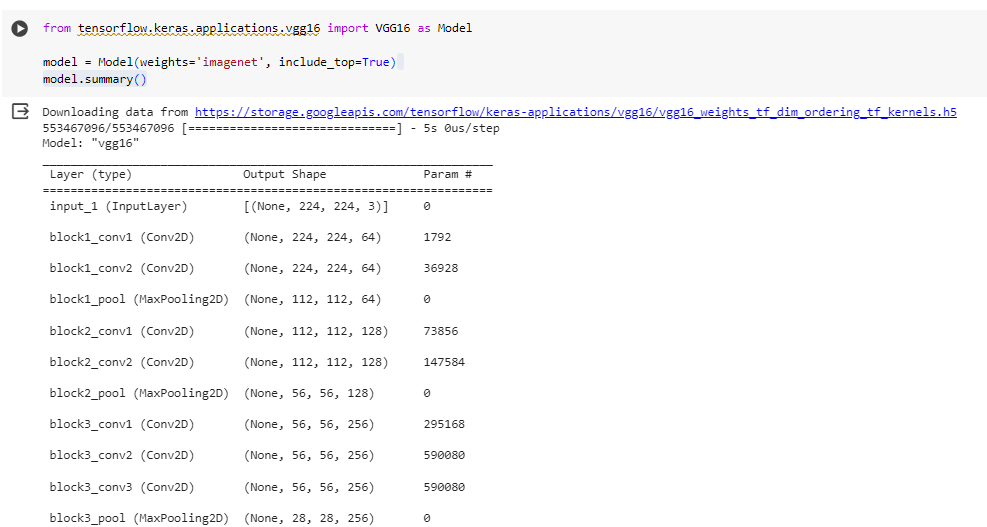 from tensorflow.keras.applications.vgg16 import VGG16 as Model
model = Model(weights='imagenet', include_top=True)
model.summary()
Downloading data from https://storage.googleapis.com/tensorflow/keras-applications/vgg16/vgg16_weights_tf_dim_ordering_tf_kernels.h5
553467096/553467096 [==============================] - 5s 0us/step
Model: "vgg16"
_________________________________________________________________
Layer (type) Output Shape Param #
=================================================================
input_1 (InputLayer) [(None, 224, 224, 3)] 0
block1_conv1 (Conv2D) (None, 224, 224, 64) 1792
block1_conv2 (Conv2D) (None, 224, 224, 64) 36928
block1_pool (MaxPooling2D) (None, 112, 112, 64) 0
block2_conv1 (Conv2D) (None, 112, 112, 128) 73856
block2_conv2 (Conv2D) (None, 112, 112, 128) 147584
block2_pool (MaxPooling2D) (None, 56, 56, 128) 0
block3_conv1 (Conv2D) (None, 56, 56, 256) 295168
block3_conv2 (Conv2D) (None, 56, 56, 256) 590080
block3_conv3 (Conv2D) (None, 56, 56, 256) 590080
block3_pool (MaxPooling2D) (None, 28, 28, 256) 0